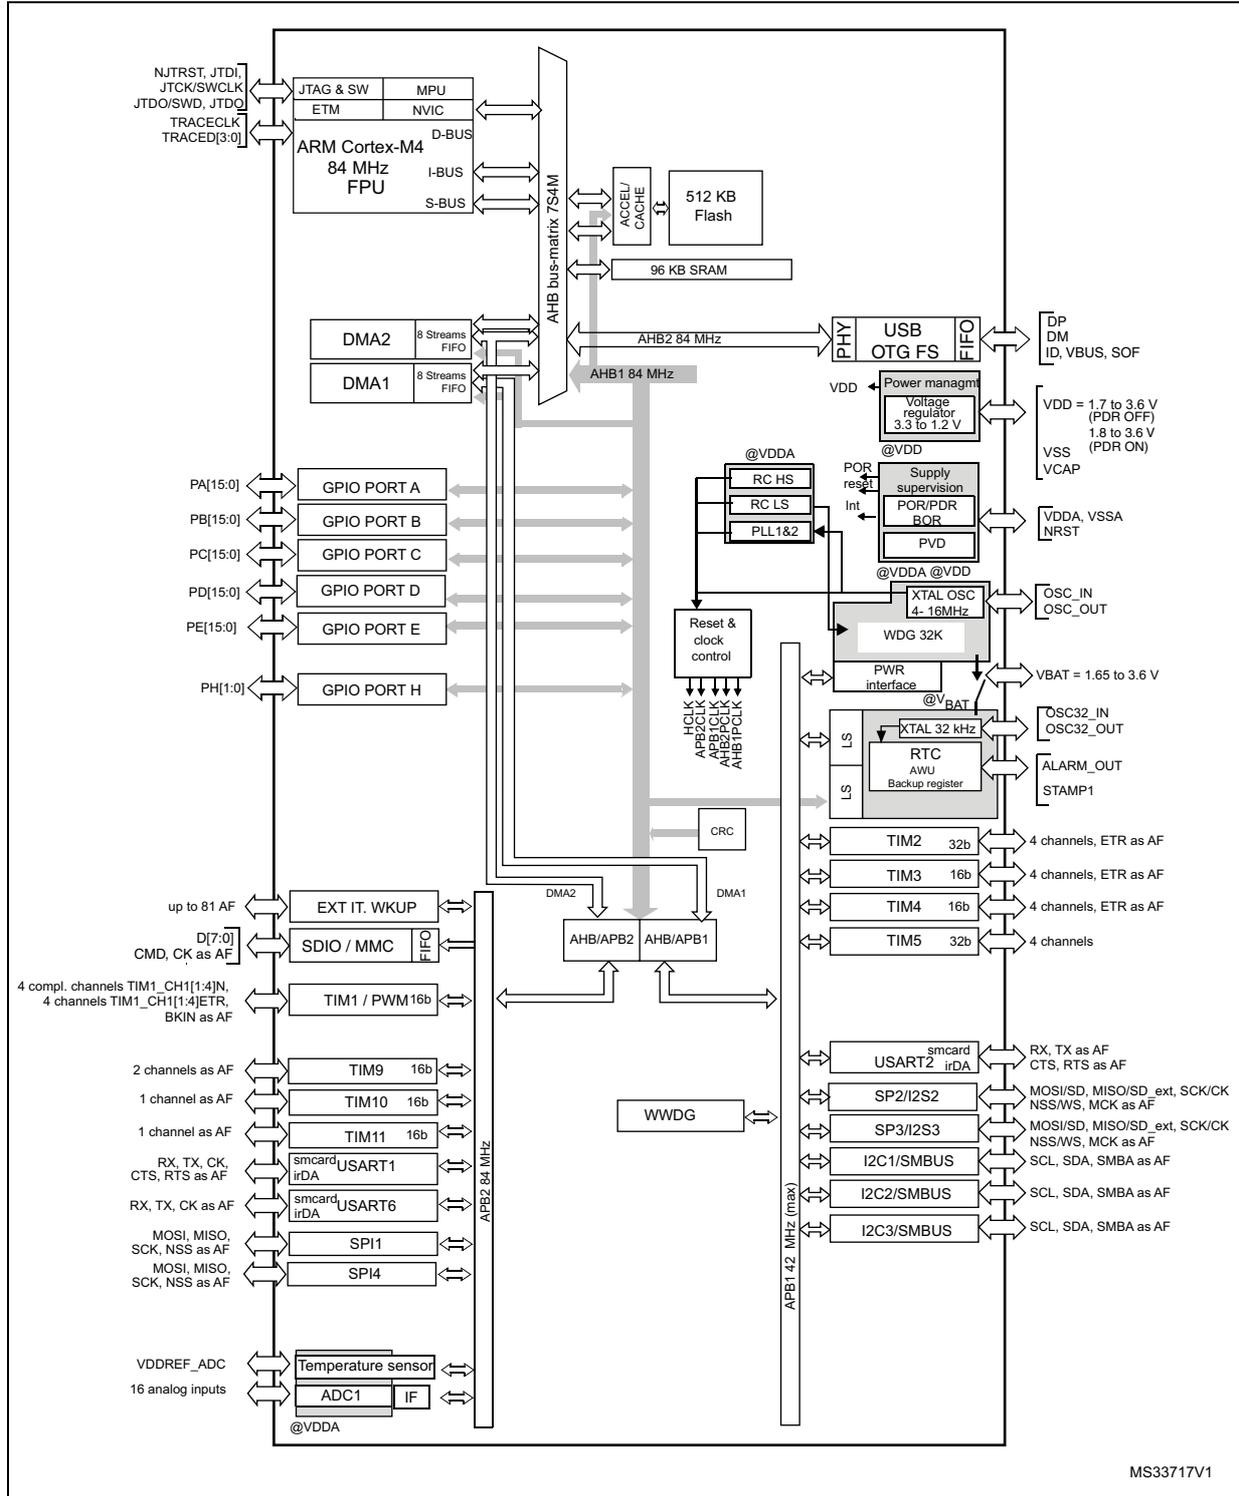 NJTRST, JTDI,
JTCK/SWCLK
JTDO/SWD, JTDO
TRACECLK
TRACED[3:0]
JTAG & SW
MPU
ETM
NVIC
D-BUS
ARM Cortex-M4
84 MHz
FPU
I-BUS
S-BUS
AHB bus-matrix 7S4M
ACCEL/
CACHE
512 KB
Flash
96 KB SRAM
DMA2
8 Streams
FIFO
DMA1
8 Streams
FIFO
AHB2 84 MHz
AHB1 84 MHz
PHY
USB
OTG FS
FIFO
DP
DM
ID, VBUS, SOF
VDD
Power managmt
Voltage
regulator
3.3 to 1.2 V
@VDD
VDD = 1.7 to 3.6 V
(PDR OFF)
1.8 to 3.6 V
(PDR ON)
VSS
VCAP
@VDDA
RC HS
RC LS
PLL1&2
POR
reset
Int
Supply
supervision
POR/PDR
BOR
PVD
@VDDA @VDD
VDDA, VSSA
NRST
PA[15:0]
GPIO PORT A
PB[15:0]
GPIO PORT B
PC[15:0]
GPIO PORT C
PD[15:0]
GPIO PORT D
PE[15:0]
GPIO PORT E
PH[1:0]
GPIO PORT H
XTAL OSC
4- 16MHz
WDG 32K
OSC_IN
OSC_OUT
Reset &
clock
control
HCLK
APB2CLK
APB1CLK
AHB2PCLK
AHB1PCLK
PWR
interface
VBAT = 1.65 to 3.6 V
@VBAT
LS
LS
XTAL 32 kHz
RTC
AWU
Backup register
OSC32_IN
OSC32_OUT
ALARM_OUT
STAMP1
CRC
TIM2 32b
4 channels, ETR as AF
TIM3 16b
4 channels, ETR as AF
TIM4 16b
4 channels, ETR as AF
TIM5 32b
4 channels
DMA2
DMA1
AHB/APB2
AHB/APB1
up to 81 AF
EXT IT. WKUP
D[7:0]
CMD, CK as AF
SDIO / MMC
FIFO
4 compl. channels TIM1_CH1[1:4]N,
4 channels TIM1_CH1[1:4]ETR,
BKIN as AF
TIM1 / PWM 16b
2 channels as AF
TIM9 16b
1 channel as AF
TIM10 16b
1 channel as AF
TIM11 16b
RX, TX, CK,
CTS, RTS as AF
smcard
irDA
USART1
RX, TX, CK as AF
smcard
irDA
USART6
MOSI, MISO,
SCK, NSS as AF
SPI1
MOSI, MISO,
SCK, NSS as AF
SPI4
VDDREF_ADC
Temperature sensor
16 analog inputs
ADC1
IF
@VDDA
APB2 84 MHz
WWDG
APB1 42 MHz (max)
USART2
smcard
irDA
RX, TX as AF
CTS, RTS as AF
SP2/I2S2
MOSI/SD, MISO/SD_ext, SCK/CK
NSS/WS, MCK as AF
SP3/I2S3
MOSI/SD, MISO/SD_ext, SCK/CK
NSS/WS, MCK as AF
I2C1/SMBUS
SCL, SDA, SMBA as AF
I2C2/SMBUS
SCL, SDA, SMBA as AF
I2C3/SMBUS
SCL, SDA, SMBA as AF
MS33717V1